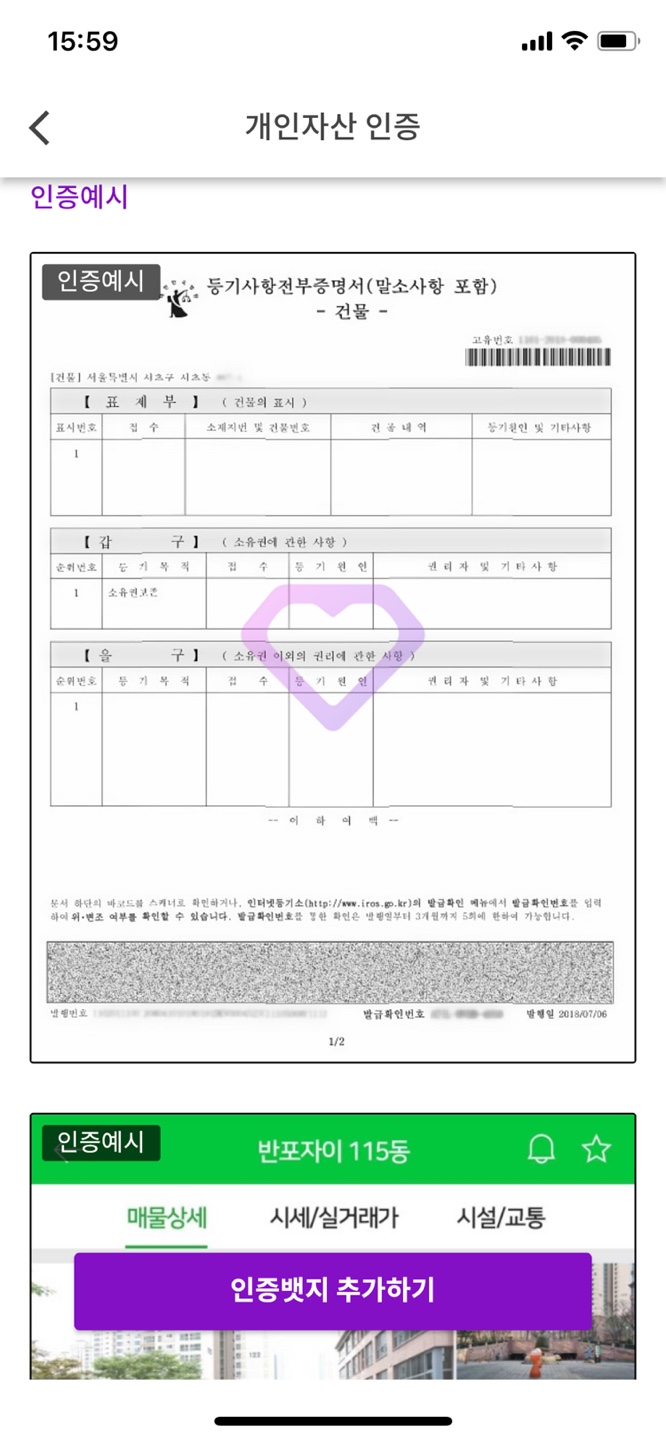 15:59
개인자산 인증
인증예시
인증예시
등기사항전부증명서(말소사항 포함)
- 건물 -
고유번호
[건물] 서울특별시 서초구 서초동
【 표 제 부 】 ( 건물의 표시 )
표시번호 접 수 소재지번 및 건물번호 건 물 내 역 등기원인 및 기타사항
1
【 갑 구 】 ( 소유권에 관한 사항 )
순위번호 등 기 목 적 접 수 등 기 원 인 권 리 자 및 기 타 사 항
1 소유권보존
【 을 구 】 ( 소유권 이외의 권리에 관한 사항 )
순위번호 등 기 목 적 접 수 등 기 원 인 권 리 자 및 기 타 사 항
1
-- 이 하 여 백 --
문서 하단의 바코드를 스캐너로 확인하거나, 인터넷등기소(http://www.iros.go.kr)의 발급확인 메뉴에서 발급확인번호를 입력
하여 위·변조 여부를 확인할 수 있습니다. 발급확인번호를 통한 확인은 발행일부터 3개월까지 5회에 한하여 가능합니다.
발행번호 발급확인번호 발행일 2018/07/06
1/2
인증예시
반포자이 115동
매물상세 시세/실거래가 시설/교통
인증뱃지 추가하기